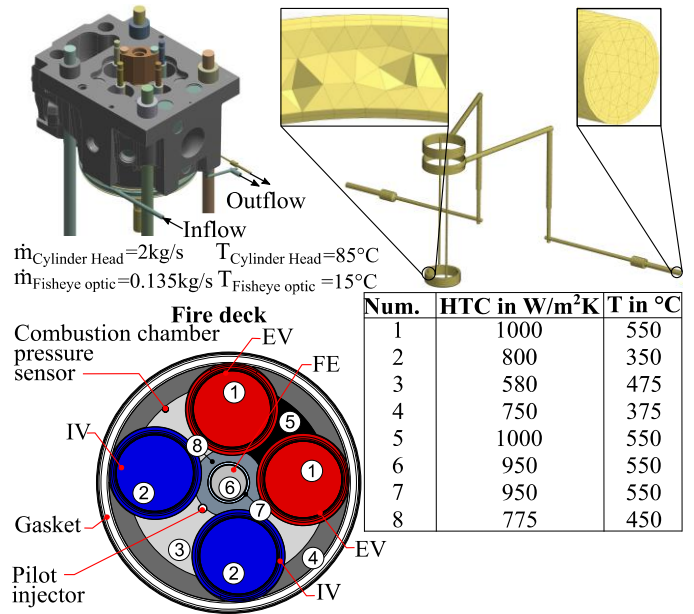 Outflow
Inflow
ṁCylinder Head=2kg/s TCylinder Head=85°C
ṁFisheye optic=0.135kg/s TFisheye optic =15°C
Fire deck
Combustion chamber
pressure
sensor
EV
FE
IV
1
5
8
1
2
6
7
Gasket
3
4
EV
Pilot
injector
2
IV
Num. HTC in W/m²K T in °C
1 1000 550
2 800 350
3 580 475
4 750 375
5 1000 550
6 950 550
7 950 550
8 775 450